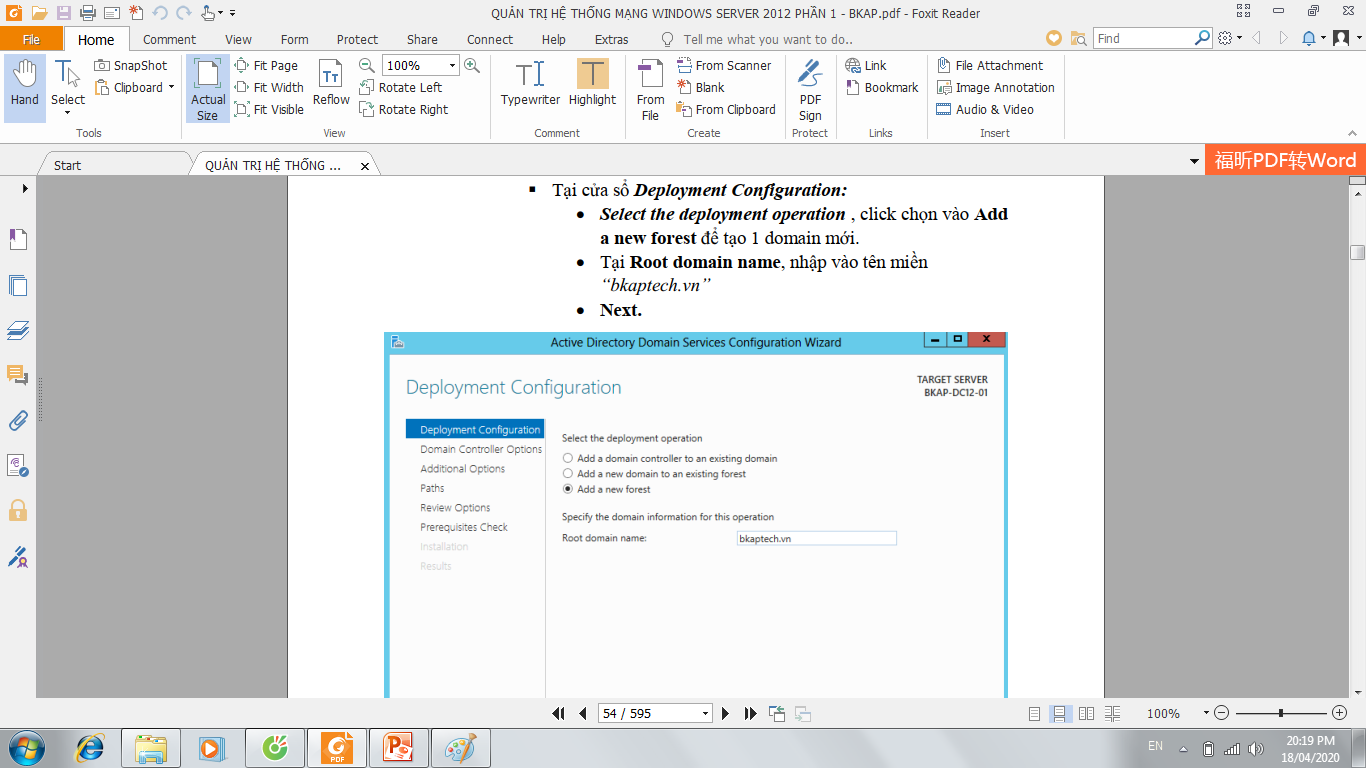 QUẢN TRỊ HỆ THỐNG MẠNG WINDOWS SERVER 2012 PHẦN 1 - BKAP.pdf - Foxit Reader
File Home Comment View Form Protect Share Connect Help Extras Tell me what you want to do.. Find
Hand
Select
SnapShot
Clipboard
Tools
Actual Size
Fit Page
Fit Width
Fit Visible
Reflow
100%
Rotate Left
Rotate Right
View
Typewriter
Highlight
Comment
From File
From Scanner
Blank
From Clipboard
Create
PDF Sign
Protect
Link
Bookmark
Links
File Attachment
Image Annotation
Audio & Video
Insert
Start
QUẢN TRỊ HỆ THỐNG ...
福昕PDF转Word
▪ Tại cửa sổ Deployment Configuration:
• Select the deployment operation , click chọn vào Add
a new forest để tạo 1 domain mới.
• Tại Root domain name, nhập vào tên miền
“bkaptech.vn”
• Next.
Active Directory Domain Services Configuration Wizard
Deployment Configuration
TARGET SERVER
BKAP-DC12-01
Deployment Configuration
Domain Controller Options
Additional Options
Paths
Review Options
Prerequisites Check
Installation
Results
Select the deployment operation
Add a domain controller to an existing domain
Add a new domain to an existing forest
Add a new forest
Specify the domain information for this operation
Root domain name: bkaptech.vn
54 / 595
100%
PDF
EN
20:19 PM
18/04/2020